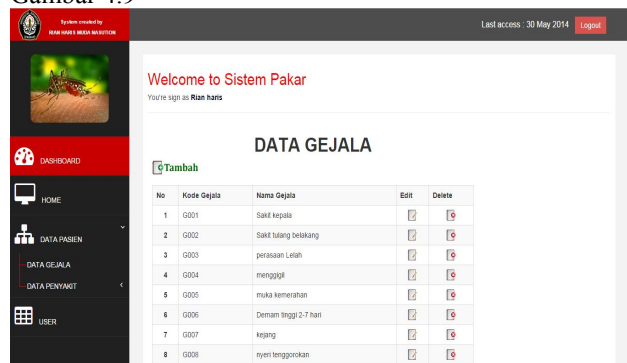 Gambar 4.9
System created by
RIAN HARIS MUDA NASUTION
Last access : 30 May 2014 Logout
Welcome to Sistem Pakar
You're sign as Rian haris
DATA GEJALA
Tambah
DASHBOARD
HOME
DATA PASIEN
DATA GEJALA
DATA PENYAKIT
USER
No Kode Gejala Nama Gejala Edit Delete
1 G001 Sakit kepala
2 G002 Sakit tulang belakang
3 G003 perasaan Lelah
4 G004 menggigil
5 G005 muka kemerahan
6 G006 Demam tinggi 2-7 hari
7 G007 kejang
8 G008 nyeri tenggorokan